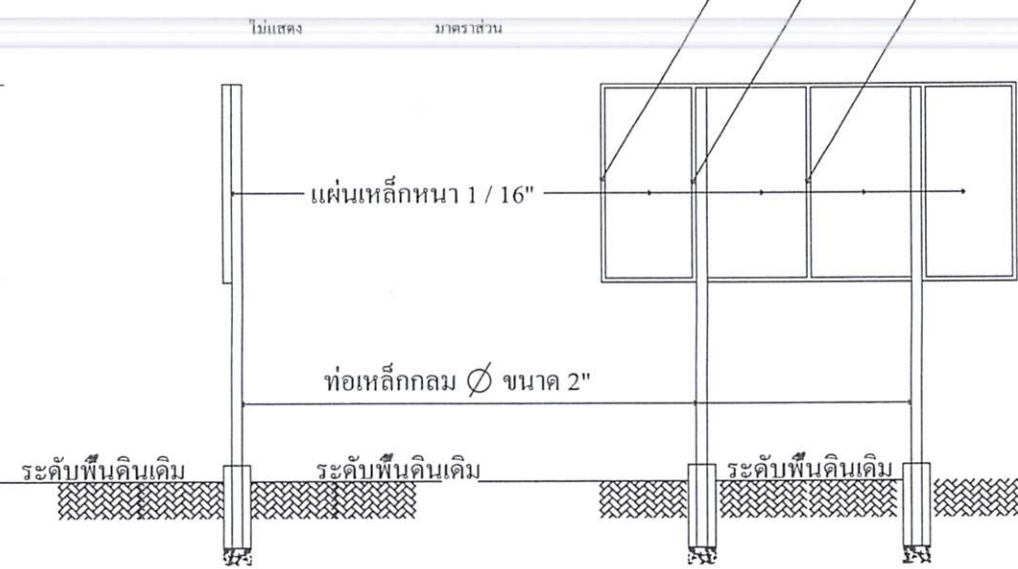 ไม่แสดง มาตราส่วน
แผ่นเหล็กหนา 1 / 16"
ท่อเหล็กกลม ∅ ขนาด 2"
ระดับพื้นดินเดิม ระดับพื้นดินเดิม ระดับพื้นดินเดิม